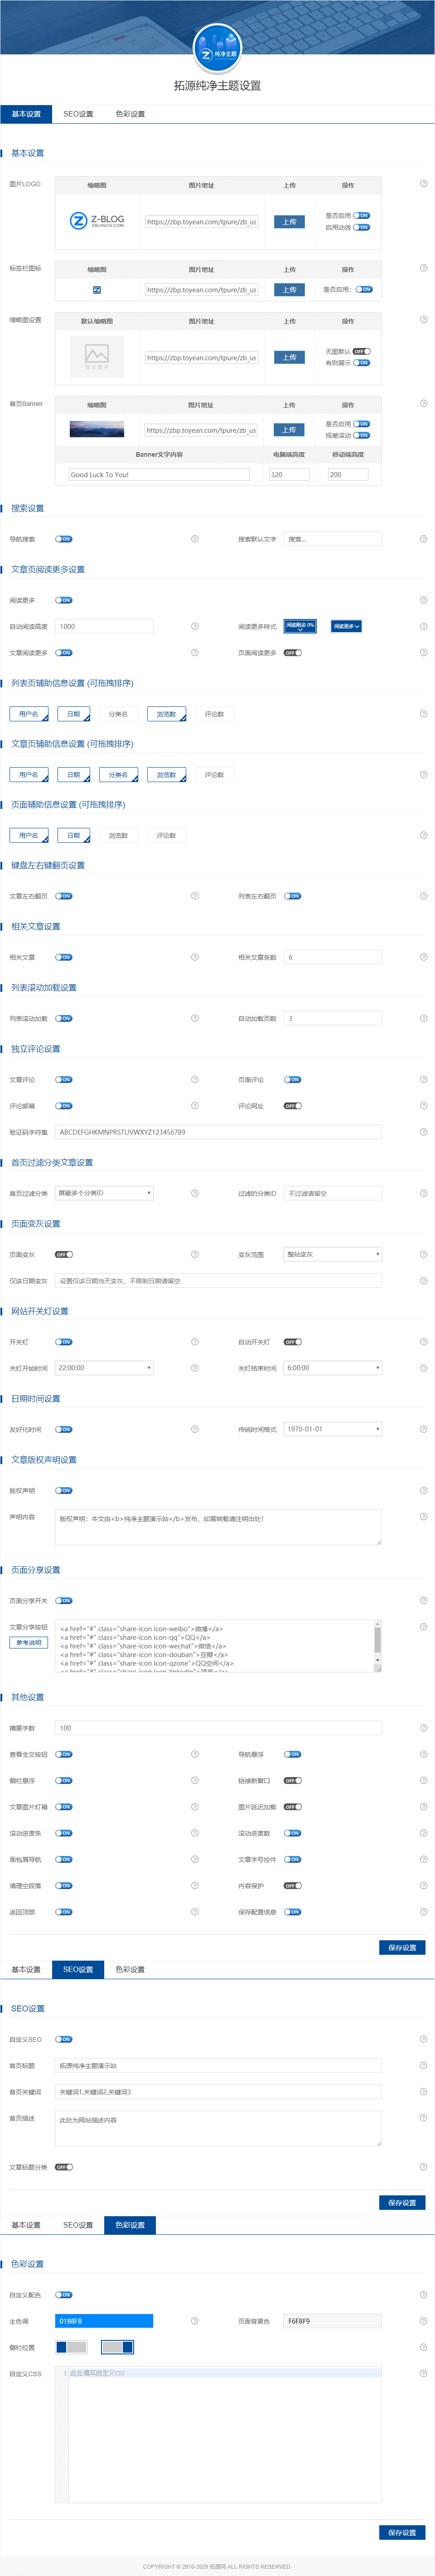 纯净主题
拓源纯净主题设置
基本设置 SEO设置 色彩设置
基本设置
图片LOGO 缩略图 图片地址 上传 操作
Z-BLOG https://zbp.toyean.com/tpure/zb_us 上传 是否启用 ON
ZBLOGCN.COM 启用动效 ON
标签栏图标 缩略图 图片地址 上传 操作
https://zbp.toyean.com/tpure/zb_us 上传 是否启用: ON
缩略图设置 默认缩略图 图片地址 上传 操作
暂无图片 https://zbp.toyean.com/tpure/zb_us 上传 无图默认 OFF
有则展示 ON
首页Banner 缩略图 图片地址 上传 操作
https://zbp.toyean.com/tpure/zb_us 上传 是否启用 ON
视差滚动 ON
Banner文字内容 电脑端高度 移动端高度
Good Luck To You! 320 200
搜索设置
导航搜索 ON 搜索默认文字 搜索...
文章页阅读更多设置
阅读更多 ON
自动阅读高度 1000 阅读更多样式 阅读剩余 0% 阅读更多
文章阅读更多 ON 页面阅读更多 OFF
列表页辅助信息设置 (可拖拽排序)
用户名 日期 分类名 浏览数 评论数
文章页辅助信息设置 (可拖拽排序)
用户名 日期 分类名 浏览数 评论数
页面辅助信息设置 (可拖拽排序)
用户名 日期 浏览数 评论数
键盘左右键翻页设置
文章左右翻页 ON 列表左右翻页 ON
相关文章设置
相关文章 ON 相关文章条数 6
列表滚动加载设置
列表滚动加载 ON 自动加载页数 3
独立评论设置
文章评论 ON 页面评论 ON
评论邮箱 ON 评论网址 OFF
验证码字符集 ABCDEFGHKMNPRSTUVWXYZ123456789
首页过滤分类文章设置
首页过滤分类 屏蔽多个分类ID 过滤的分类ID 不过滤请留空
页面变灰设置
页面变灰 OFF 变灰范围 整站变灰
仅该日期变灰 设置仅该日期当天变灰，不限制日期请留空
网站开关灯设置
开关灯 ON 自动开关灯 OFF
关灯开始时间 22:00:00 关灯结束时间 6:00:00
日期时间设置
友好化时间 ON 传统时间格式 1970-01-01
文章版权声明设置
版权声明 ON
声明内容 版权声明：本文由<b>纯净主题演示站</b>发布，如需转载请注明出处！
页面分享设置
页面分享开关 ON
文章分享按钮 <a href="#" class="share-icon icon-weibo">微博</a>
参考说明 <a href="#" class="share-icon icon-qq">QQ</a>
<a href="#" class="share-icon icon-wechat">微信</a>
<a href="#" class="share-icon icon-douban">豆瓣</a>
<a href="#" class="share-icon icon-qzone">QQ空间</a>
<a href="#" class="share-icon icon-linkedin">领英</a>
其他设置
摘要字数 100
查看全文按钮 ON 导航悬浮 ON
侧栏悬浮 ON 链接新窗口 OFF
文章图片灯箱 ON 图片延迟加载 OFF
滚动进度条 ON 滚动进度数 ON
面包屑导航 ON 文章字号控件 ON
清理空段落 ON 内容保护 OFF
返回顶部 ON 保存配置信息 ON
保存设置
基本设置 SEO设置 色彩设置
SEO设置
自定义SEO ON
首页标题 拓源纯净主题演示站
首页关键词 关键词1,关键词2,关键词3
首页描述 此处为网站描述内容
文章标题分类 OFF
保存设置
基本设置 SEO设置 色彩设置
色彩设置
自定义配色 ON
主色调 0188FB 页面背景色 F6F8F9
侧栏位置
自定义CSS 1 此处填写自定义CSS
保存设置
COPYRIGHT © 2010-2020 拓源网 ALL RIGHTS RESERVED.